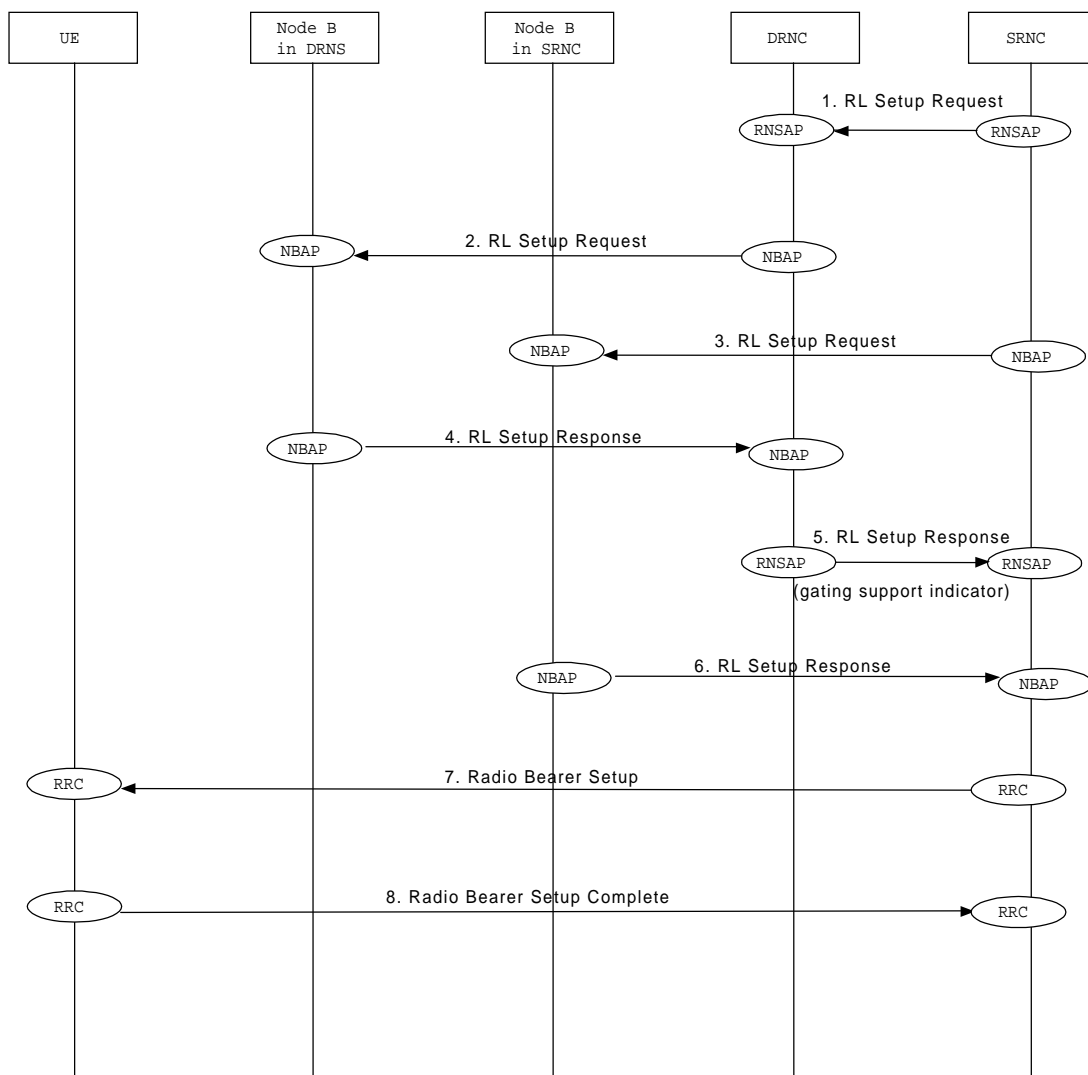 UE
Node B
in DRNS
Node B
in SRNC
DRNC
SRNC
1. RL Setup Request
RNSAP
RNSAP
2. RL Setup Request
NBAP
NBAP
3. RL Setup Request
NBAP
NBAP
4. RL Setup Response
NBAP
NBAP
5. RL Setup Response
RNSAP
RNSAP
(gating support indicator)
6. RL Setup Response
NBAP
NBAP
7. Radio Bearer Setup
RRC
RRC
8. Radio Bearer Setup Complete
RRC
RRC